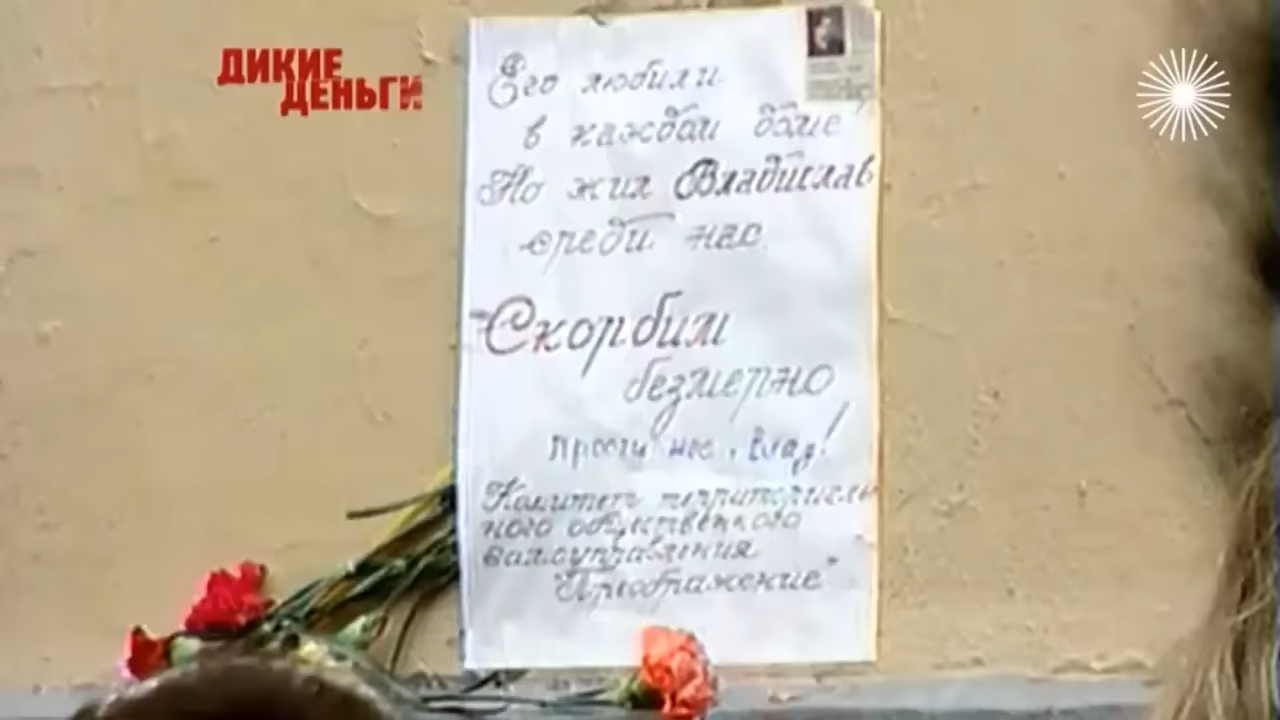 ДИКИЕ
ДЕНЬГИ
Его любили
в каждом доме
Но жил Владислав
среди нас.
Скорбим
безмерно
Прости нас, Влад!
Комитет территориаль
ного общественного
самоуправления
"Преображение"